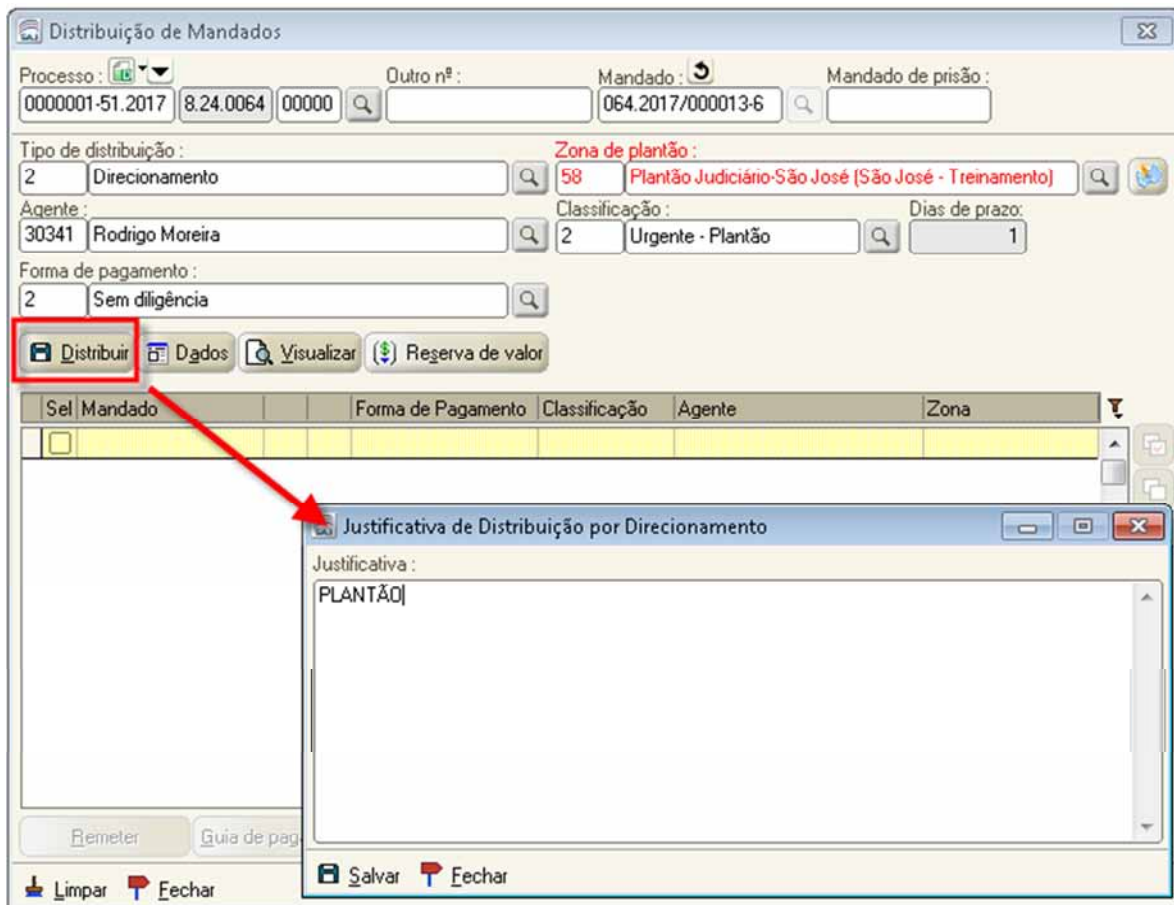 Distribuição de Mandados
Processo : Outro nº : Mandado : Mandado de prisão :
0000001-51.2017 8.24.0064 00000 064.2017/000013-6
Tipo de distribuição : Zona de plantão :
2 Direcionamento 58 Plantão Judiciário-São José (São José - Treinamento)
Agente : Classificação : Dias de prazo:
30341 Rodrigo Moreira 2 Urgente - Plantão 1
Forma de pagamento :
2 Sem diligência
Distribuir Dados Visualizar Reserva de valor
Sel Mandado Forma de Pagamento Classificação Agente Zona
Justificativa de Distribuição por Direcionamento
Justificativa :
PLANTÃO
Remeter Guia de pag
Salvar Fechar
Limpar Fechar